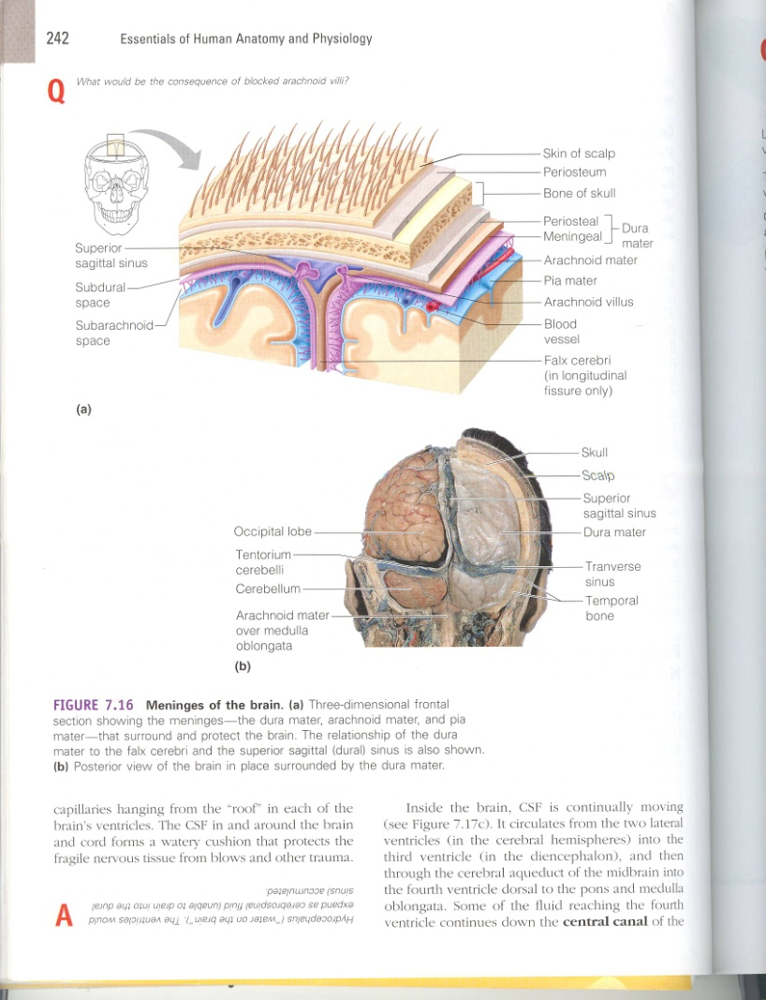 242 Essentials of Human Anatomy and Physiology
Q What would be the consequence of blocked arachnoid villi?
Skin of scalp
Periosteum
Bone of skull
Periosteal
Meningeal
Dura
mater
Arachnoid mater
Pia mater
Arachnoid villus
Blood
vessel
Falx cerebri
(in longitudinal
fissure only)
Superior
sagittal sinus
Subdural
space
Subarachnoid
space
(a)
Skull
Scalp
Superior
sagittal sinus
Dura mater
Tranverse
sinus
Temporal
bone
Occipital lobe
Tentorium
cerebelli
Cerebellum
Arachnoid mater
over medulla
oblongata
(b)
FIGURE 7.16 Meninges of the brain. (a) Three-dimensional frontal
section showing the meninges—the dura mater, arachnoid mater, and pia
mater—that surround and protect the brain. The relationship of the dura
mater to the falx cerebri and the superior sagittal (dural) sinus is also shown.
(b) Posterior view of the brain in place surrounded by the dura mater.
capillaries hanging from the "roof" in each of the
brain's ventricles. The CSF in and around the brain
and cord forms a watery cushion that protects the
fragile nervous tissue from blows and other trauma.
A
Hydrocephalus ("water on the brain"). The ventricles would
expand as cerebrospinal fluid (unable to drain into the dural
sinus) accumulated.
Inside the brain, CSF is continually moving
(see Figure 7.17c). It circulates from the two lateral
ventricles (in the cerebral hemispheres) into the
third ventricle (in the diencephalon), and then
through the cerebral aqueduct of the midbrain into
the fourth ventricle dorsal to the pons and medulla
oblongata. Some of the fluid reaching the fourth
ventricle continues down the central canal of the